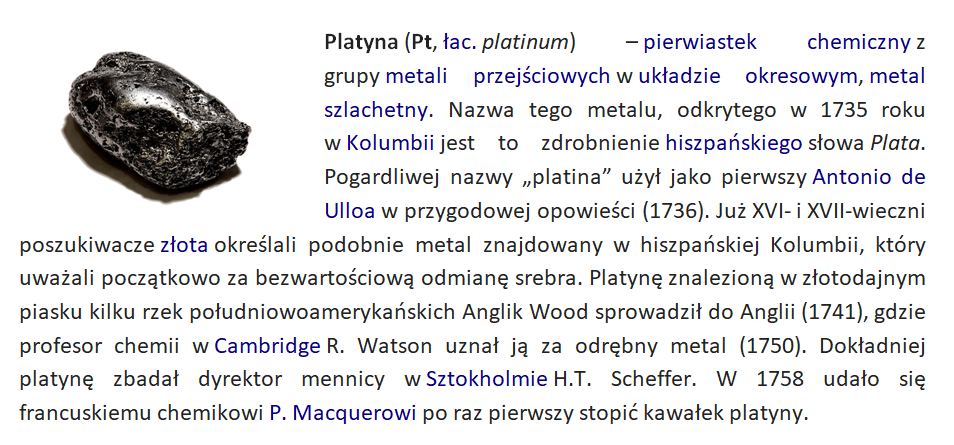 Platyna (Pt, łac. platinum) – pierwiastek chemiczny z
grupy metali przejściowych w układzie okresowym, metal
szlachetny. Nazwa tego metalu, odkrytego w 1735 roku
w Kolumbii jest to zdrobnienie hiszpańskiego słowa Plata.
Pogardliwej nazwy „platina” użył jako pierwszy Antonio de
Ulloa w przygodowej opowieści (1736). Już XVI- i XVII-wieczni
poszukiwacze złota określali podobnie metal znajdowany w hiszpańskiej Kolumbii, który
uważali początkowo za bezwartościową odmianę srebra. Platynę znalezioną w złotodajnym
piasku kilku rzek południowoamerykańskich Anglik Wood sprowadził do Anglii (1741), gdzie
profesor chemii w Cambridge R. Watson uznał ją za odrębny metal (1750). Dokładniej
platynę zbadał dyrektor mennicy w Sztokholmie H.T. Scheffer. W 1758 udało się
francuskiemu chemikowi P. Macquerowi po raz pierwszy stopić kawałek platyny.